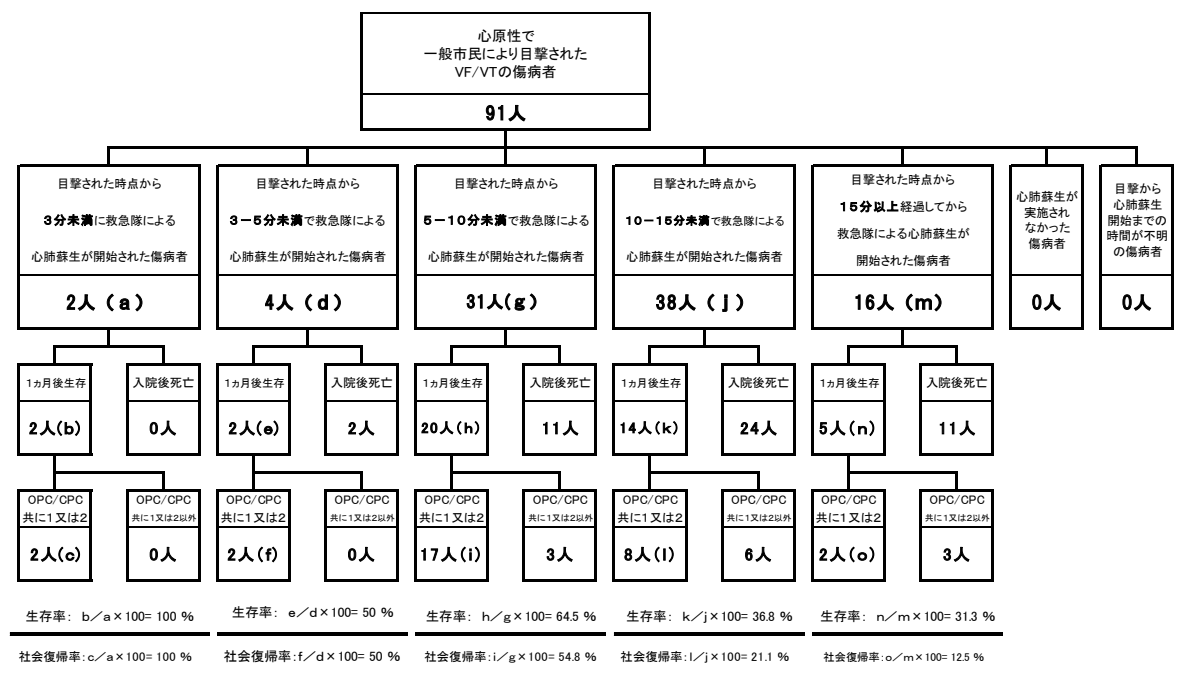 心原性で
一般市民により目撃された
VF/VTの傷病者
91人
目撃された時点から
3分未満に救急隊による
心肺蘇生が開始された傷病者
2人（a）
目撃された時点から
3－5分未満で救急隊による
心肺蘇生が開始された傷病者
4人（d）
目撃された時点から
5－10分未満で救急隊による
心肺蘇生が開始された傷病者
31人(g)
目撃された時点から
10－15分未満で救急隊による
心肺蘇生が開始された傷病者
38人（j）
目撃された時点から
15分以上経過してから
救急隊による心肺蘇生が
開始された傷病者
16人（m）
心肺蘇生が
実施され
なかった
傷病者
0人
目撃から
心肺蘇生
開始までの
時間が不明
の傷病者
0人
1ヵ月後生存
2人(b)
入院後死亡
0人
1ヵ月後生存
2人(e)
入院後死亡
2人
1ヵ月後生存
20人(h)
入院後死亡
11人
1ヵ月後生存
14人(k)
入院後死亡
24人
1ヵ月後生存
5人(n)
入院後死亡
11人
OPC/CPC
共に1又は2
2人(c)
OPC/CPC
共に1又は2以外
0人
OPC/CPC
共に1又は2
2人(f)
OPC/CPC
共に1又は2以外
0人
OPC/CPC
共に1又は2
17人(i)
OPC/CPC
共に1又は2以外
3人
OPC/CPC
共に1又は2
8人(l)
OPC/CPC
共に1又は2以外
6人
OPC/CPC
共に1又は2
2人(o)
OPC/CPC
共に1又は2以外
3人
生存率： b／a×100= 100 %
生存率： e／d×100= 50 %
生存率： h／g×100= 64.5 %
生存率： k／j×100= 36.8 %
生存率： n／m×100= 31.3 %
社会復帰率：c／a×100= 100 %
社会復帰率：f／d×100= 50 %
社会復帰率：i／g×100= 54.8 %
社会復帰率：l／j×100= 21.1 %
社会復帰率：o／m×100= 12.5 %